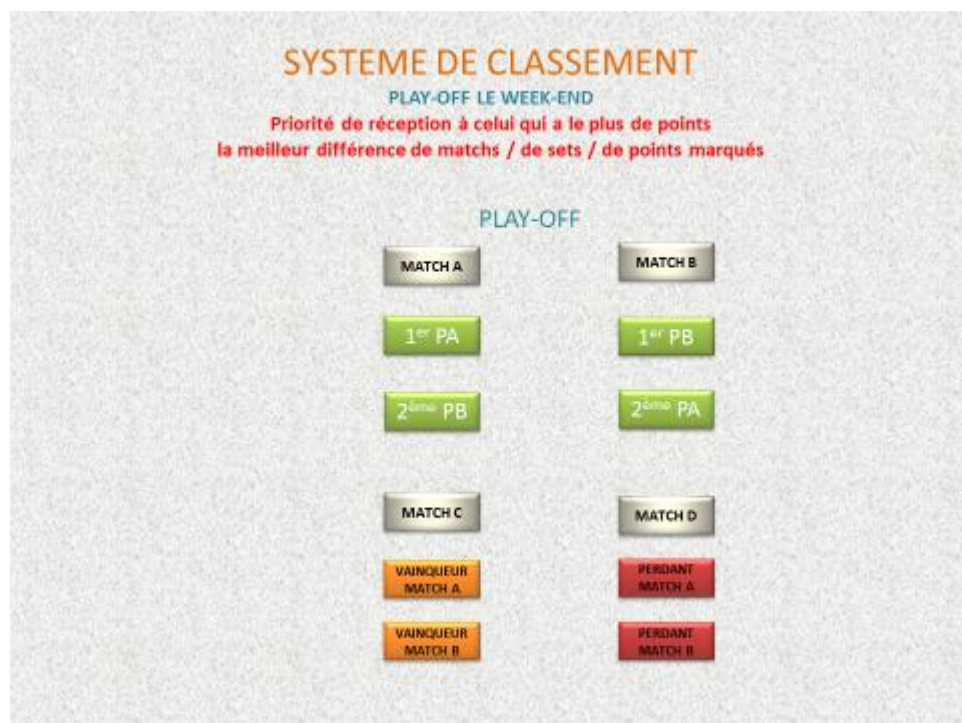 SYSTEME DE CLASSEMENT
PLAY-OFF LE WEEK-END
Priorité de réception à celui qui a le plus de points
la meilleur différence de matchs / de sets / de points marqués
PLAY-OFF
MATCH A
MATCH B
1er PA
1er PB
2ème PB
2ème PA
MATCH C
MATCH D
VAINQUEUR
MATCH A
PERDANT
MATCH A
VAINQUEUR
MATCH B
PERDANT
MATCH B